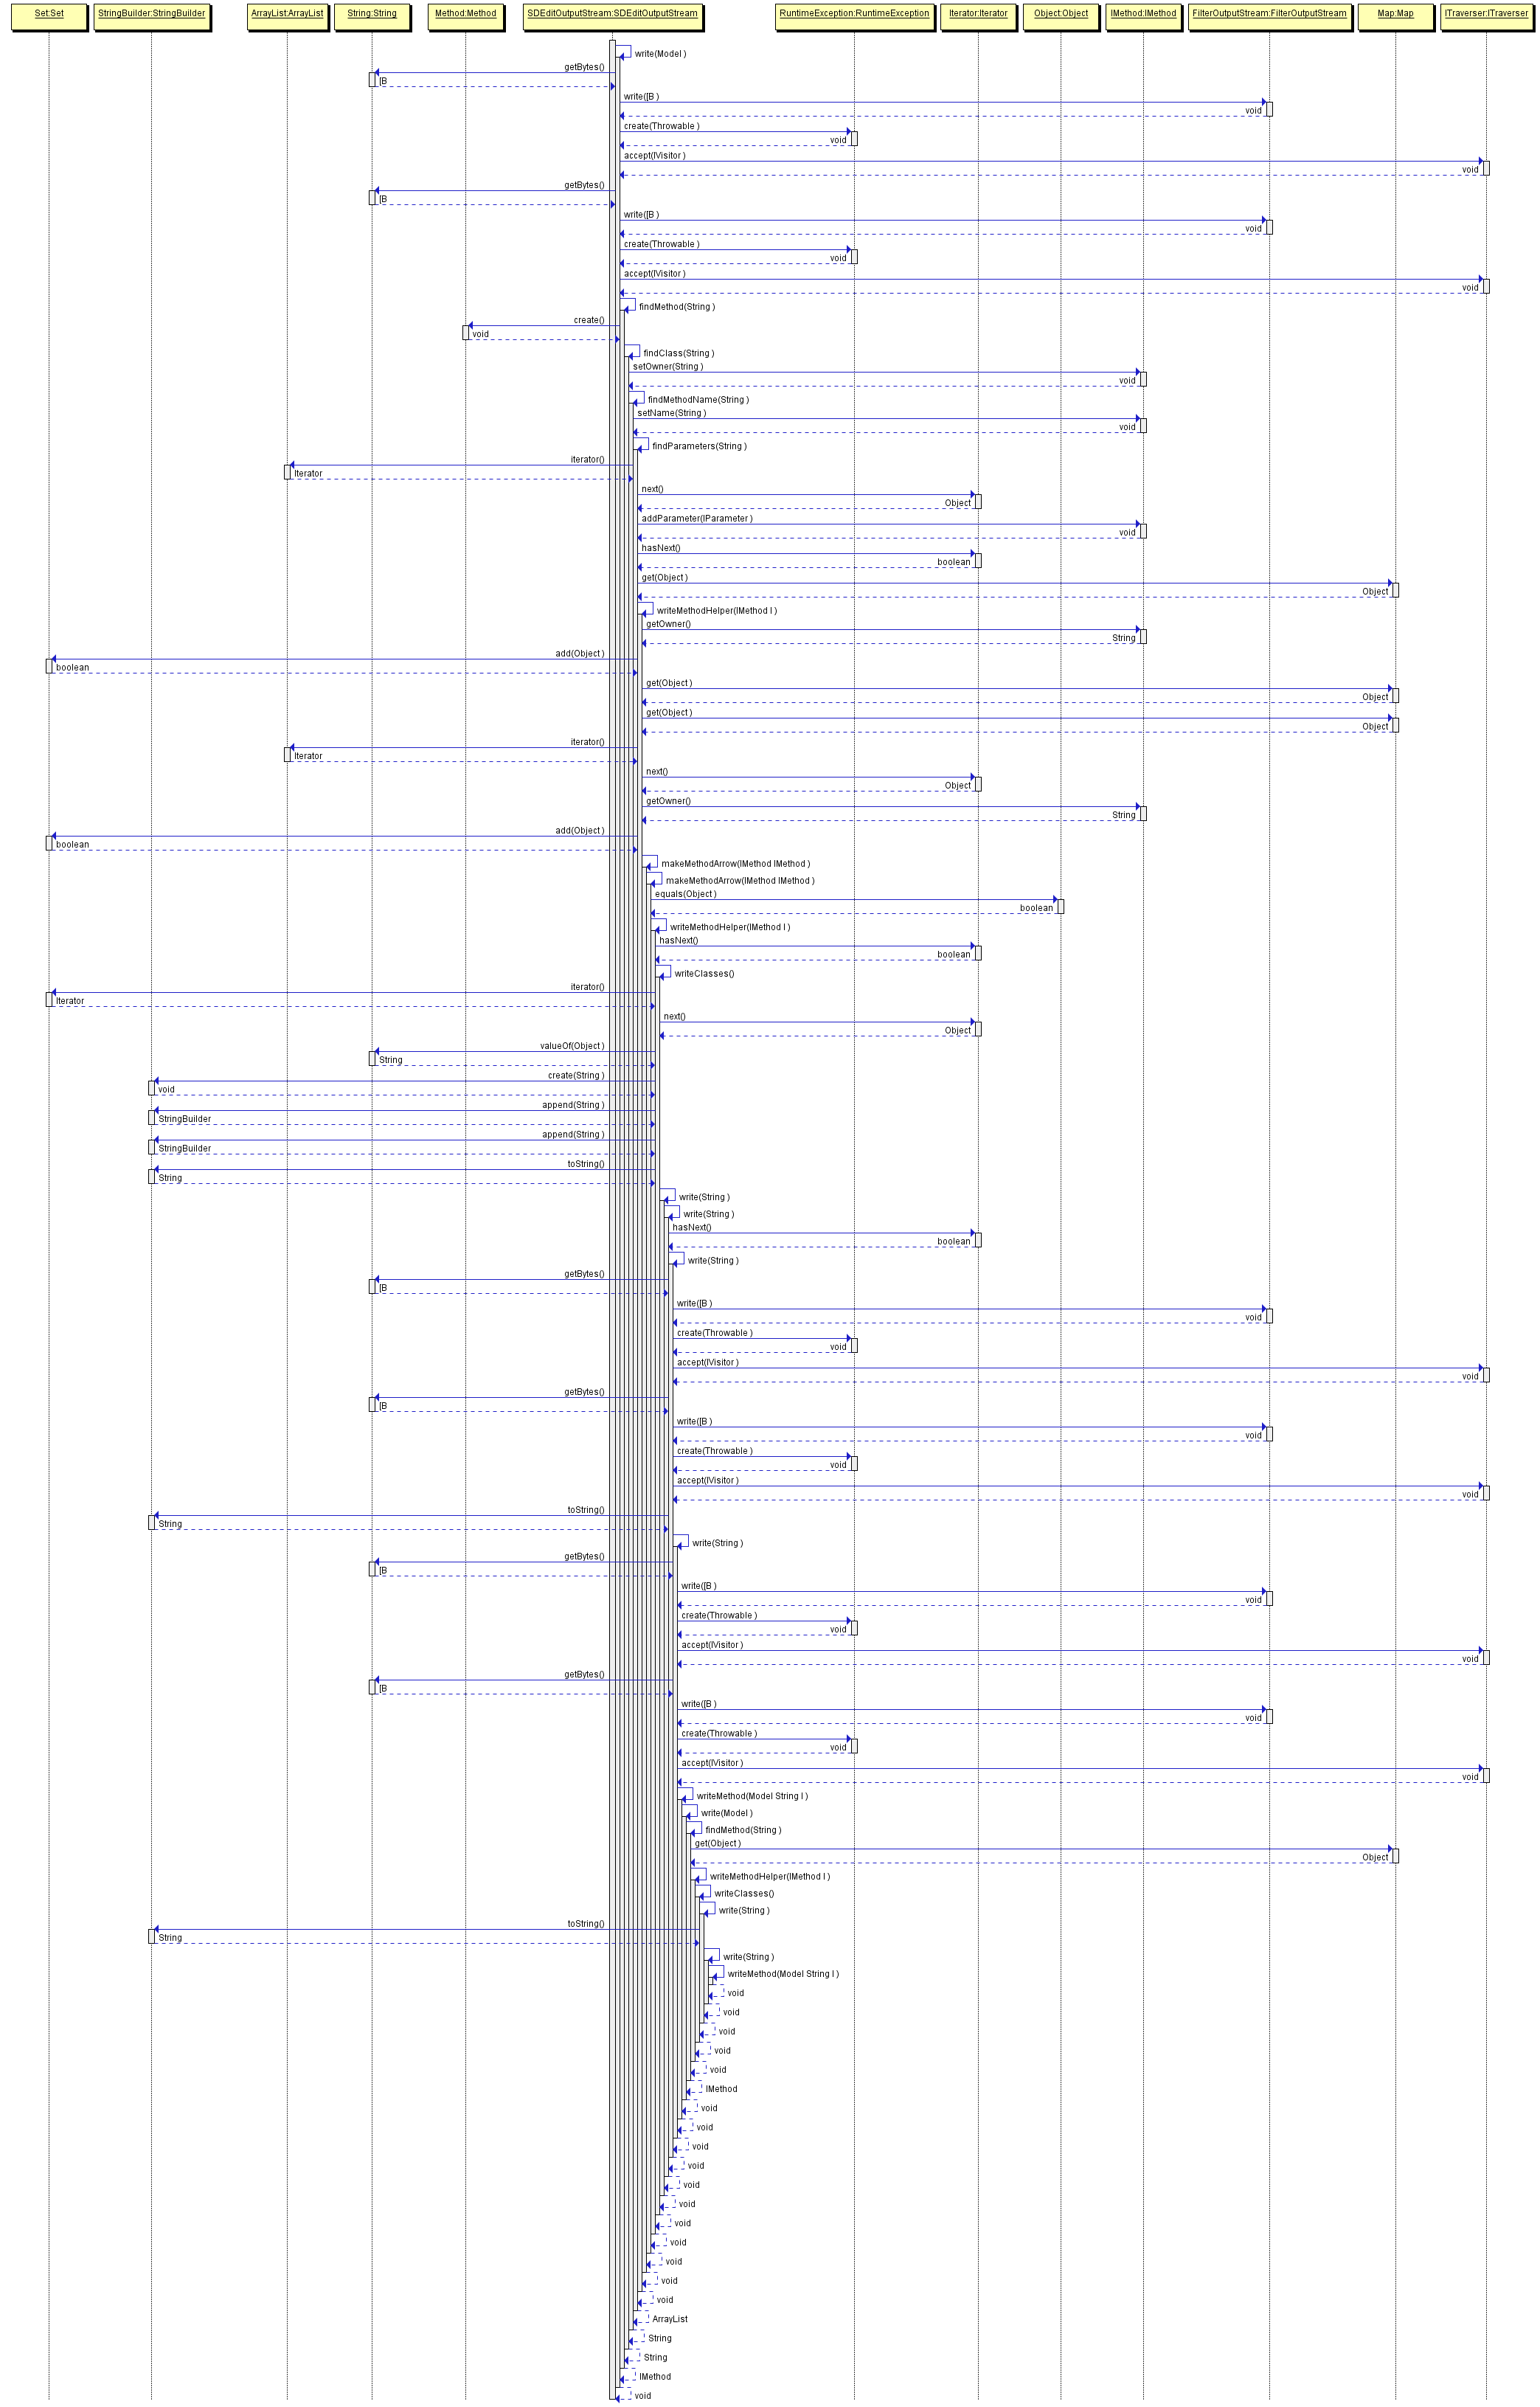 Set:Set StringBuilder:StringBuilder ArrayList:ArrayList String:String Method:Method SDEditOutputStream:SDEditOutputStream RuntimeException:RuntimeException Iterator:Iterator Object:Object IMethod:IMethod FilterOutputStream:FilterOutputStream Map:Map ITraverser:ITraverser
write(Model )
getBytes()
[B
write([B )
void
create(Throwable )
void
accept(IVisitor )
void
getBytes()
[B
write([B )
void
create(Throwable )
void
accept(IVisitor )
void
findMethod(String )
create()
void
findClass(String )
setOwner(String )
void
findMethodName(String )
setName(String )
void
findParameters(String )
iterator()
Iterator
next()
Object
addParameter(IParameter )
void
hasNext()
boolean
get(Object )
Object
writeMethodHelper(IMethod I )
getOwner()
String
add(Object )
boolean
get(Object )
Object
get(Object )
Object
iterator()
Iterator
next()
Object
getOwner()
String
add(Object )
boolean
makeMethodArrow(IMethod IMethod )
makeMethodArrow(IMethod IMethod )
equals(Object )
boolean
writeMethodHelper(IMethod I )
hasNext()
boolean
writeClasses()
iterator()
Iterator
next()
Object
valueOf(Object )
String
create(String )
void
append(String )
StringBuilder
append(String )
StringBuilder
toString()
String
write(String )
write(String )
hasNext()
boolean
write(String )
getBytes()
[B
write([B )
void
create(Throwable )
void
accept(IVisitor )
void
getBytes()
[B
write([B )
void
create(Throwable )
void
accept(IVisitor )
void
toString()
String
write(String )
getBytes()
[B
write([B )
void
create(Throwable )
void
accept(IVisitor )
void
getBytes()
[B
write([B )
void
create(Throwable )
void
accept(IVisitor )
void
writeMethod(Model String I )
write(Model )
findMethod(String )
get(Object )
Object
writeMethodHelper(IMethod I )
writeClasses()
write(String )
toString()
String
write(String )
writeMethod(Model String I )
void
void
void
void
void
IMethod
void
void
void
void
void
void
void
void
void
void
void
ArrayList
String
String
IMethod
void